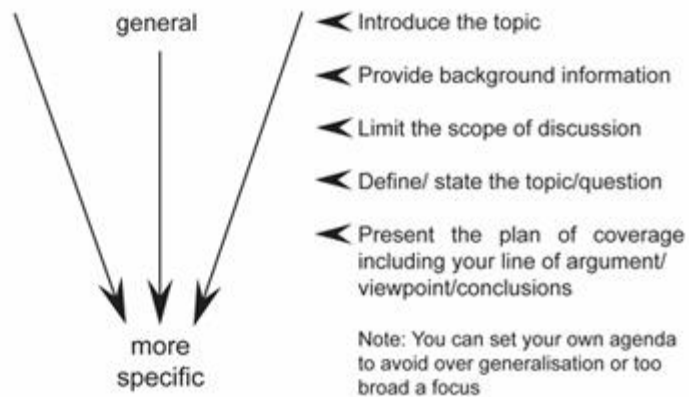 general
Introduce the topic
Provide background information
Limit the scope of discussion
Define/ state the topic/question
Present the plan of coverage
including your line of argument/
viewpoint/conclusions
more
specific
Note: You can set your own agenda
to avoid over generalisation or too
broad a focus